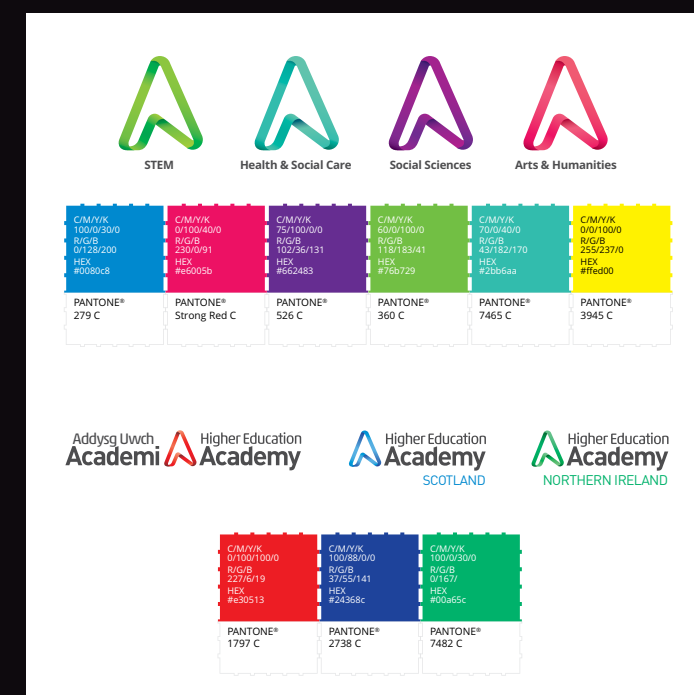 STEM
Health & Social Care
Social Sciences
Arts & Humanities
C/M/Y/K
100/0/30/0
R/G/B
0/128/200
HEX
#0080c8
PANTONE®
279 C
C/M/Y/K
0/100/40/0
R/G/B
230/0/91
HEX
#e6005b
PANTONE®
Strong Red C
C/M/Y/K
75/100/0/0
R/G/B
102/36/131
HEX
#662483
PANTONE®
526 C
C/M/Y/K
60/0/100/0
R/G/B
118/183/41
HEX
#76b729
PANTONE®
360 C
C/M/Y/K
70/0/40/0
R/G/B
43/182/170
HEX
#2bb6aa
PANTONE®
7465 C
C/M/Y/K
0/0/100/0
R/G/B
255/237/0
HEX
#ffed00
PANTONE®
3945 C
Addysg Uwch
Academi
Higher Education
Academy
Higher Education
Academy
SCOTLAND
Higher Education
Academy
NORTHERN IRELAND
C/M/Y/K
0/100/100/0
R/G/B
227/6/19
HEX
#e30513
PANTONE®
1797 C
C/M/Y/K
100/88/0/0
R/G/B
37/55/141
HEX
#24368c
PANTONE®
2738 C
C/M/Y/K
100/0/30/0
R/G/B
0/167/
HEX
#00a65c
PANTONE®
7482 C